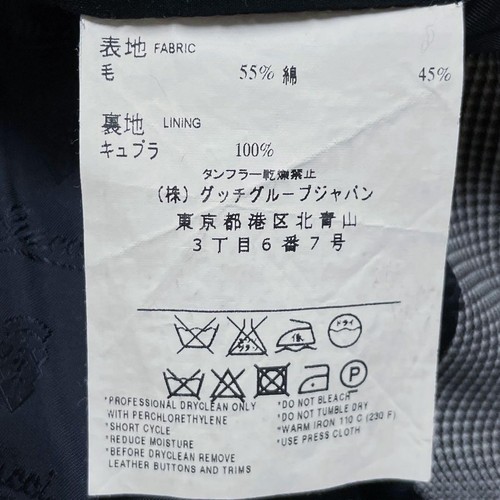 表地 FABRIC
毛 55% 綿 45%
裏地 LINING
キュプラ 100%
タンブラー乾燥禁止
(株) グッチグループジャパン
東京都港区北青山
3丁目6番7号
低 ドライ
P
*PROFESSIONAL DRYCLEAN ONLY
WITH PERCHLORETHYLENE
*SHORT CYCLE
*REDUCE MOISTURE
*BEFORE DRYCLEAN REMOVE
LEATHER BUTTONS AND TRIMS
*DO NOT BLEACH
*DO NOT TUMBLE DRY
*WARM IRON 110 C (230 F)
*USE PRESS CLOTH